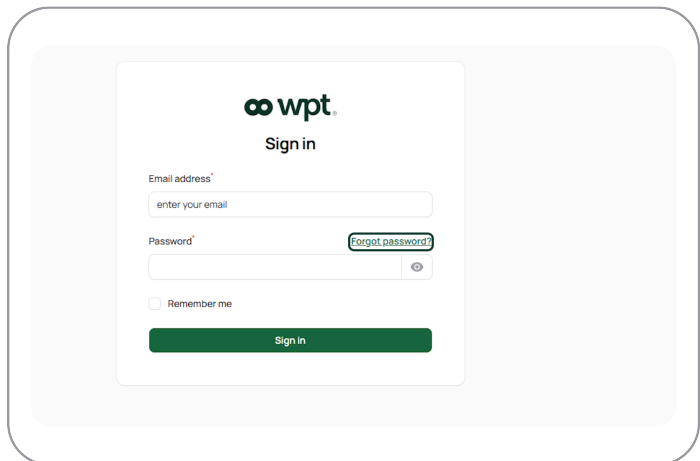 wpt®
Sign in
Email address*
enter your email
Password* Forgot password?
Remember me
Sign in